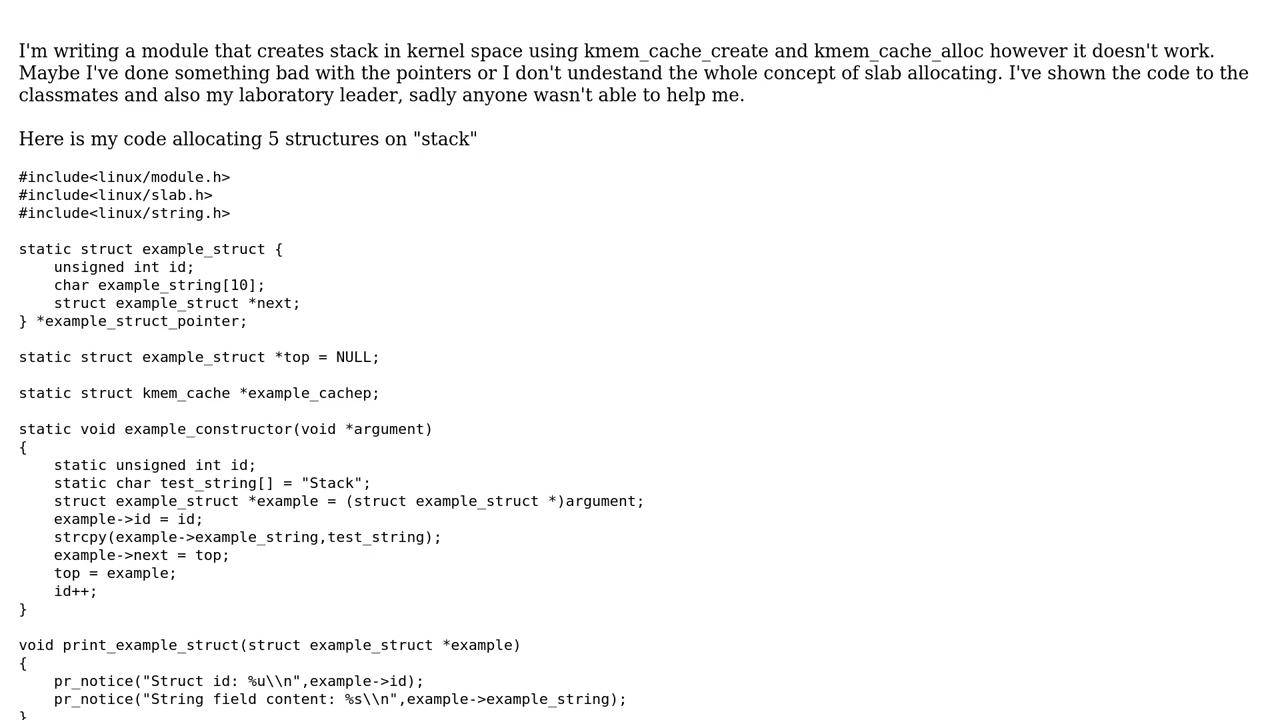 I'm writing a module that creates stack in kernel space using kmem_cache_create and kmem_cache_alloc however it doesn't work.
Maybe I've done something bad with the pointers or I don't undestand the whole concept of slab allocating. I've shown the code to the
classmates and also my laboratory leader, sadly anyone wasn't able to help me.

Here is my code allocating 5 structures on "stack"

#include<linux/module.h>
#include<linux/slab.h>
#include<linux/string.h>

static struct example_struct {
    unsigned int id;
    char example_string[10];
    struct example_struct *next;
} *example_struct_pointer;

static struct example_struct *top = NULL;

static struct kmem_cache *example_cachep;

static void example_constructor(void *argument)
{
    static unsigned int id;
    static char test_string[] = "Stack";
    struct example_struct *example = (struct example_struct *)argument;
    example->id = id;
    strcpy(example->example_string,test_string);
    example->next = top;
    top = example;
    id++;
}

void print_example_struct(struct example_struct *example)
{
    pr_notice("Struct id: %u\\n",example->id);
    pr_notice("String field content: %s\\n",example->example_string);
}